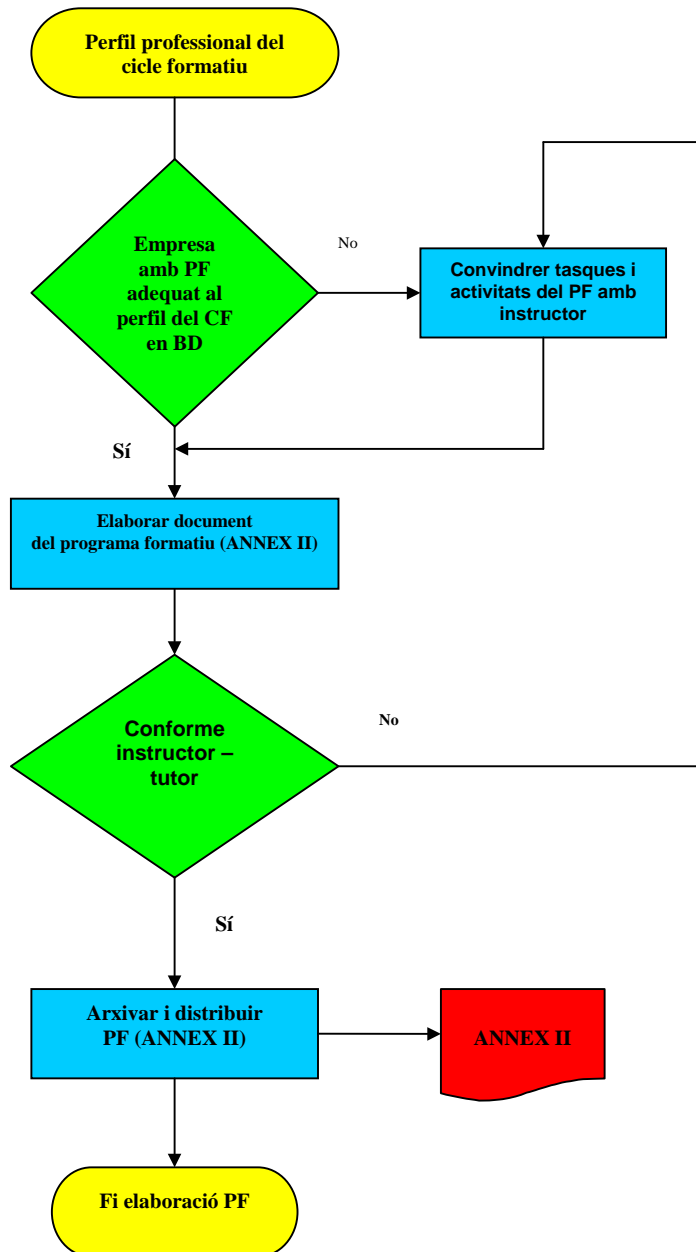 Perfil professional del
cicle formatiu
Empresa
amb PF
adequat al
perfil del CF
en BD
No
Convindrer tasques i
activitats del PF amb
instructor
Sí
Elaborar document
del programa formatiu (ANNEX II)
Conforme
instructor –
tutor
No
Sí
Arxivar i distribuir
PF (ANNEX II)
ANNEX II
Fi elaboració PF